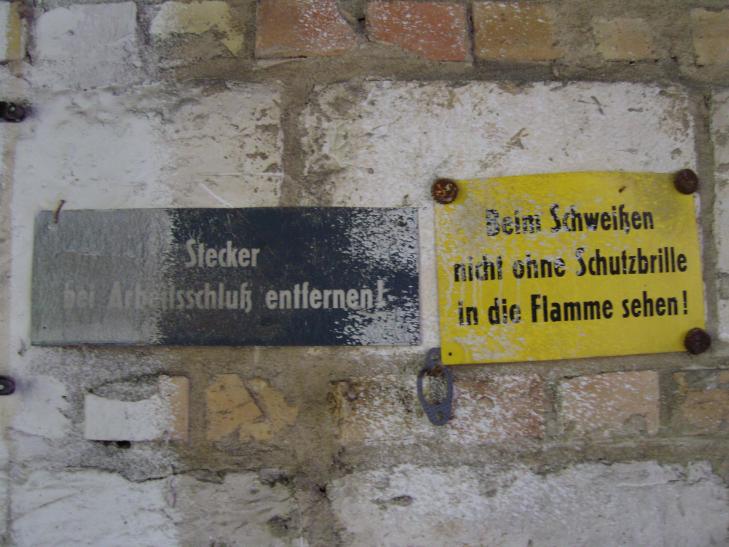 Stecker
bei Arbeitsschluß entfernen!
Beim Schweißen
nicht ohne Schutzbrille
in die Flamme sehen!